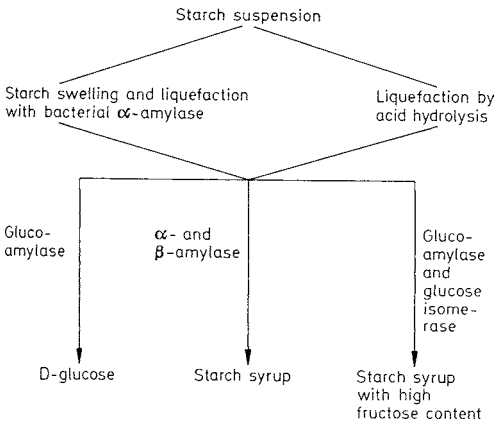 Starch suspension
Starch swelling and liquefaction
with bacterial α-amylase
Liquefaction by
acid hydrolysis
Gluco-
amylase
α- and
β-amylase
Gluco-
amylase
and
glucose
isome-
rase
D-glucose
Starch syrup
Starch syrup
with high
fructose content